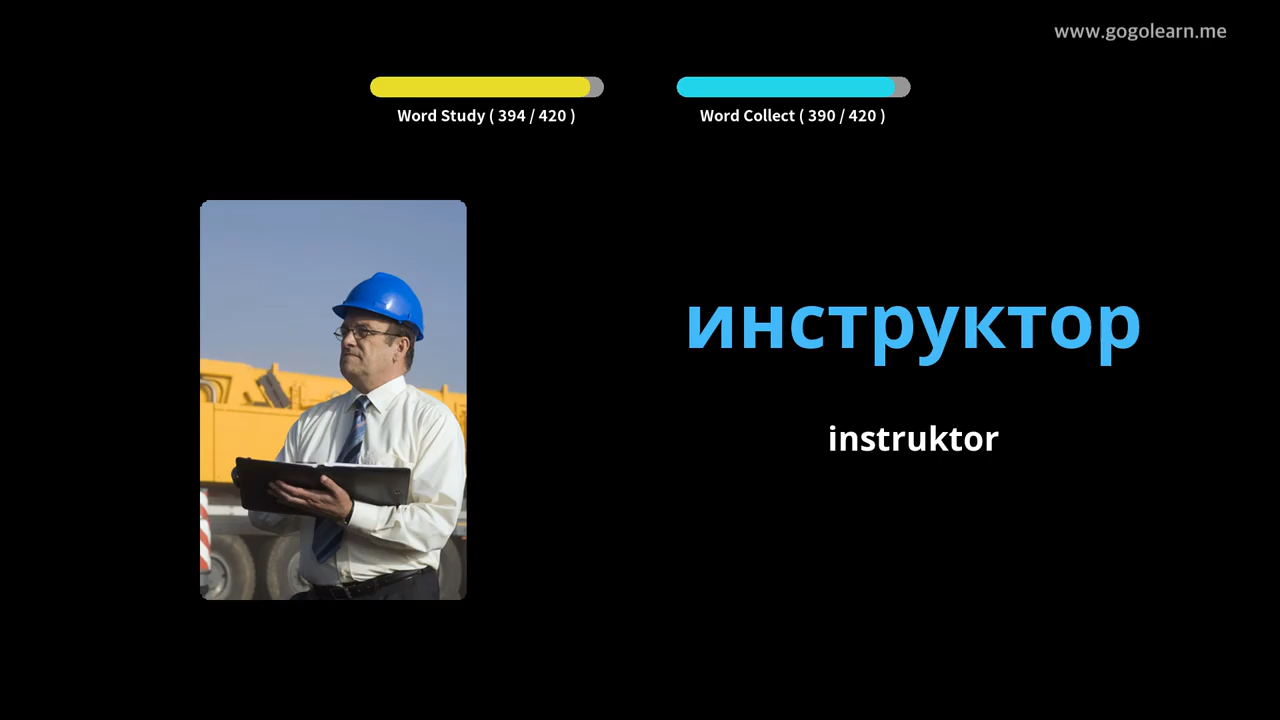 www.gogolearn.me
Word Study ( 394 / 420 )
Word Collect ( 390 / 420 )
инструктор
instruktor